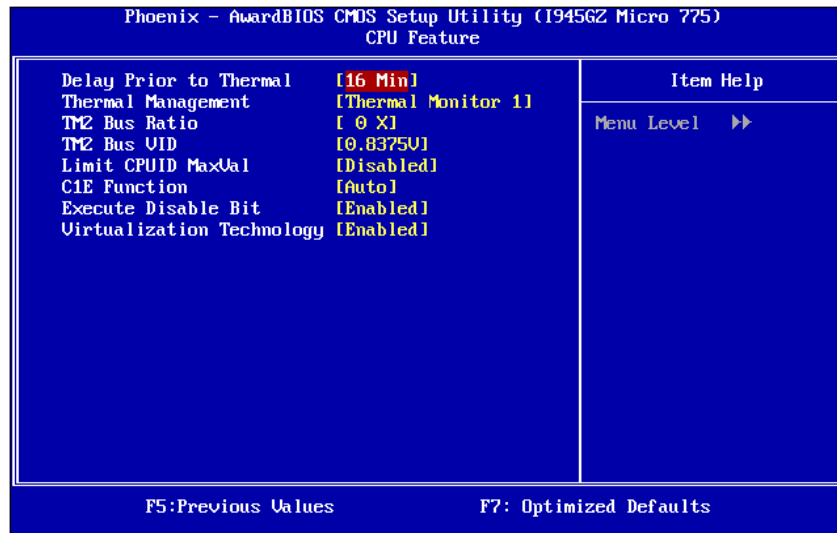 Phoenix - AwardBIOS CMOS Setup Utility (I945GZ Micro 775)
CPU Feature
Delay Prior to Thermal [16 Min]
Thermal Management [Thermal Monitor 1]
TM2 Bus Ratio [ 0 X]
TM2 Bus VID [0.8375V]
Limit CPUID MaxVal [Disabled]
C1E Function [Auto]
Execute Disable Bit [Enabled]
Virtualization Technology [Enabled]
Item Help
Menu Level
F5:Previous Values F7: Optimized Defaults